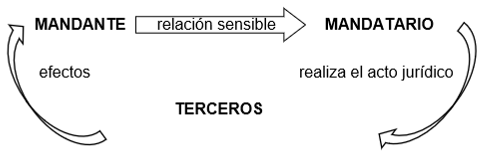 MANDANTE relación sensible MANDATARIO
efectos realiza el acto jurídico
TERCEROS